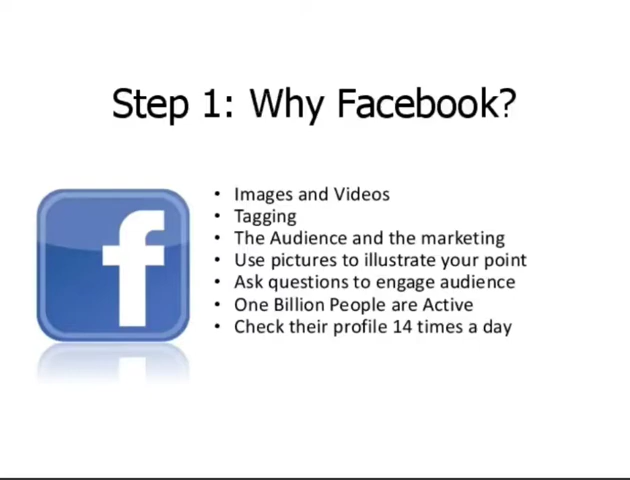 Step 1: Why Facebook?
f
• Images and Videos
• Tagging
• The Audience and the marketing
• Use pictures to illustrate your point
• Ask questions to engage audience
• One Billion People are Active
• Check their profile 14 times a day